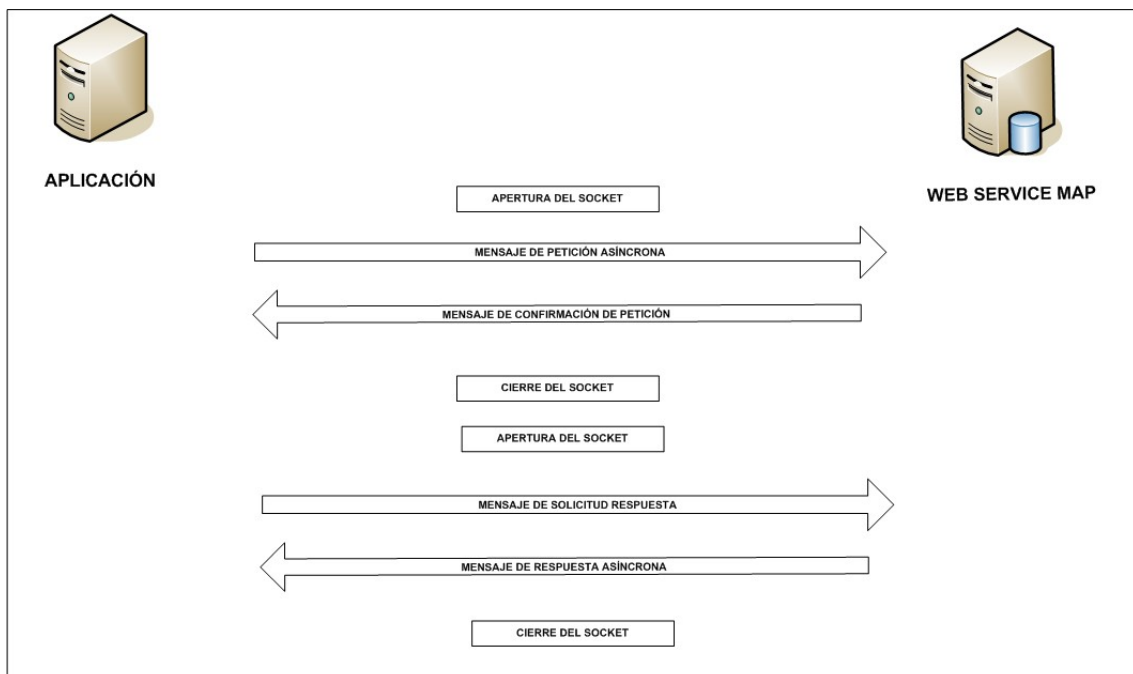 APLICACIÓN
WEB SERVICE MAP
APERTURA DEL SOCKET
MENSAJE DE PETICIÓN ASÍNCRONA
MENSAJE DE CONFIRMACIÓN DE PETICIÓN
CIERRE DEL SOCKET
APERTURA DEL SOCKET
MENSAJE DE SOLICITUD RESPUESTA
MENSAJE DE RESPUESTA ASÍNCRONA
CIERRE DEL SOCKET